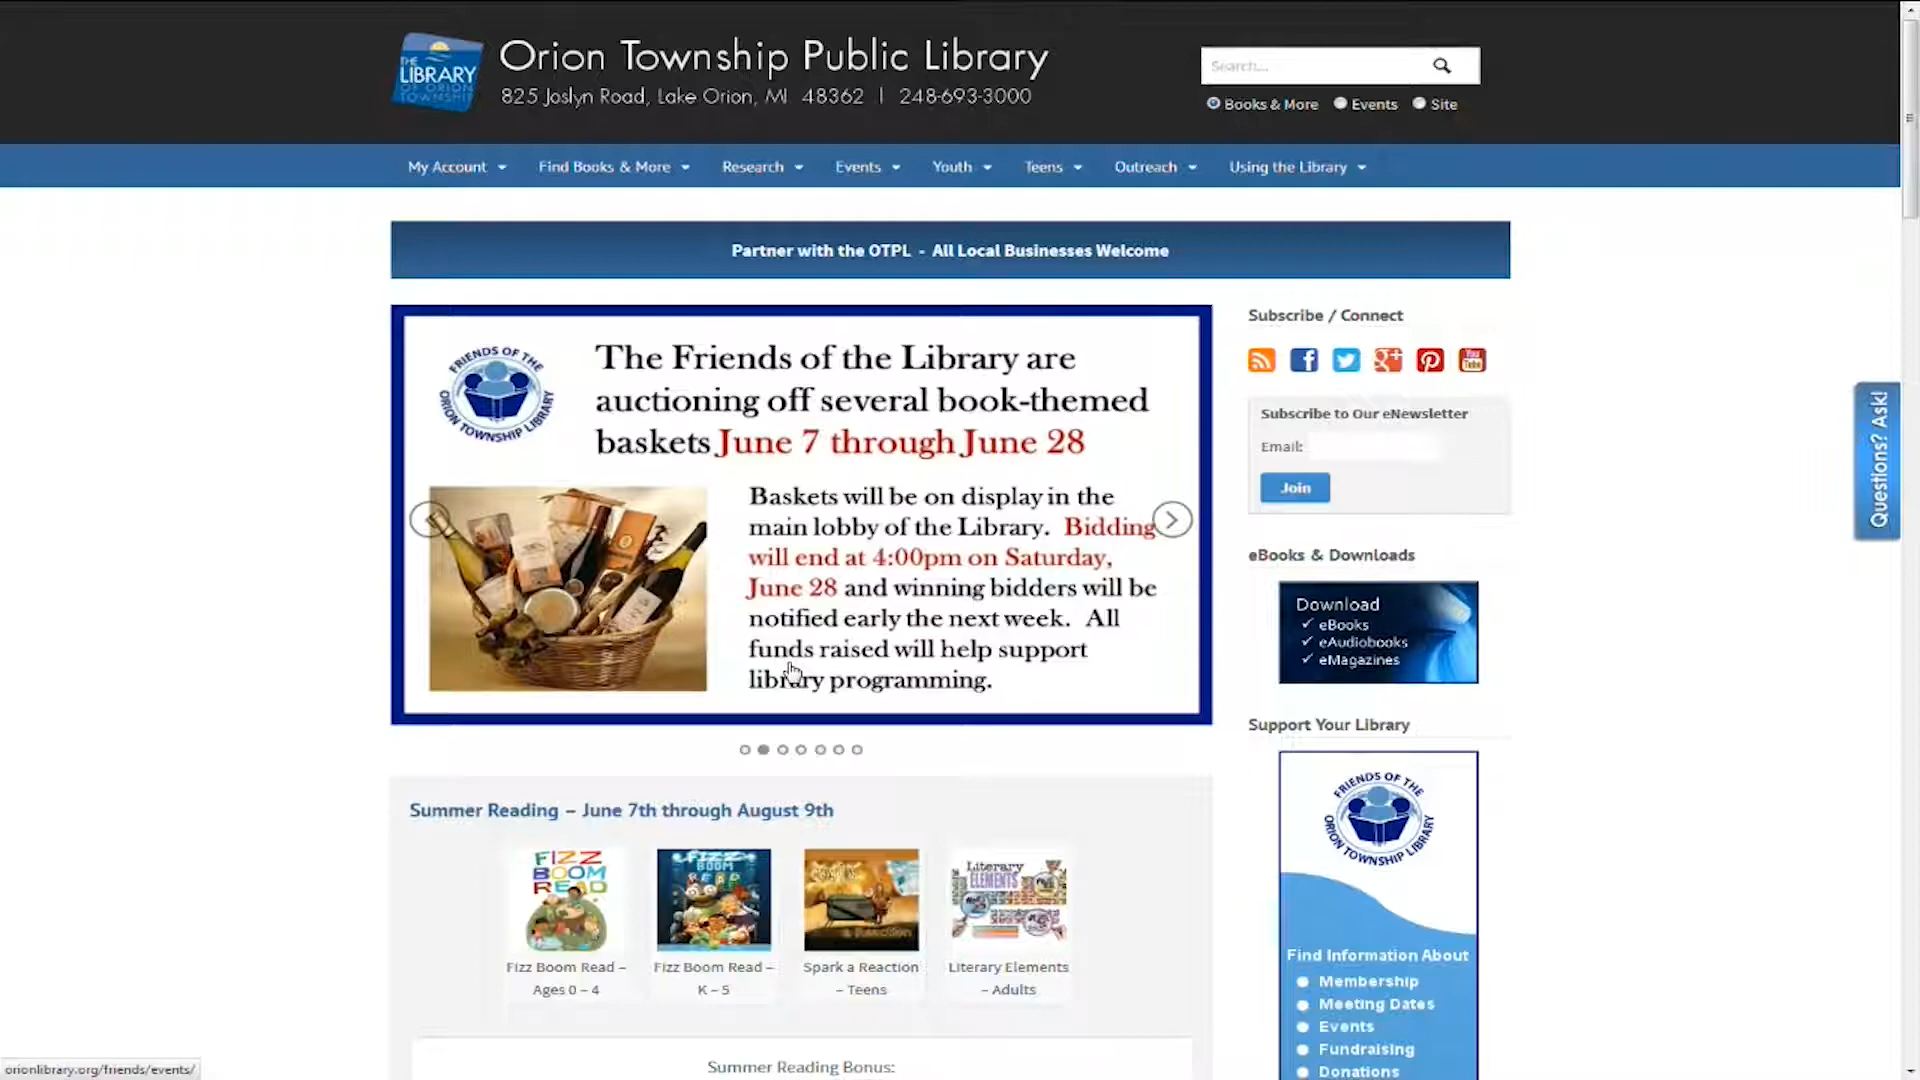 THE
LIBRARY
OF ORION
TOWNSHIP
Orion Township Public Library
825 Joslyn Road, Lake Orion, MI 48362 | 248-693-3000
Search...
Books & More Events Site
My Account Find Books & More Research Events Youth Teens Outreach Using the Library
Partner with the OTPL - All Local Businesses Welcome
FRIENDS OF THE
ORION TOWNSHIP LIBRARY
The Friends of the Library are
auctioning off several book-themed
baskets June 7 through June 28
Baskets will be on display in the
main lobby of the Library. Bidding
will end at 4:00pm on Saturday,
June 28 and winning bidders will be
notified early the next week. All
funds raised will help support
library programming.
Subscribe / Connect
You
Tube
Subscribe to Our eNewsletter
Email:
Join
Questions? Ask!
eBooks & Downloads
Download
✓ eBooks
✓ eAudiobooks
✓ eMagazines
Support Your Library
FRIENDS OF THE
ORION TOWNSHIP LIBRARY
Find Information About
Membership
Meeting Dates
Events
Fundraising
Donations
Summer Reading – June 7th through August 9th
FIZZ
BOOM
READ
FIZZ
BOOM
READ
Literary
ELEMENTS
Fizz Boom Read –
Ages 0 – 4
Fizz Boom Read –
K – 5
Spark a Reaction
– Teens
Literary Elements
– Adults
Summer Reading Bonus:
orionlibrary.org/friends/events/